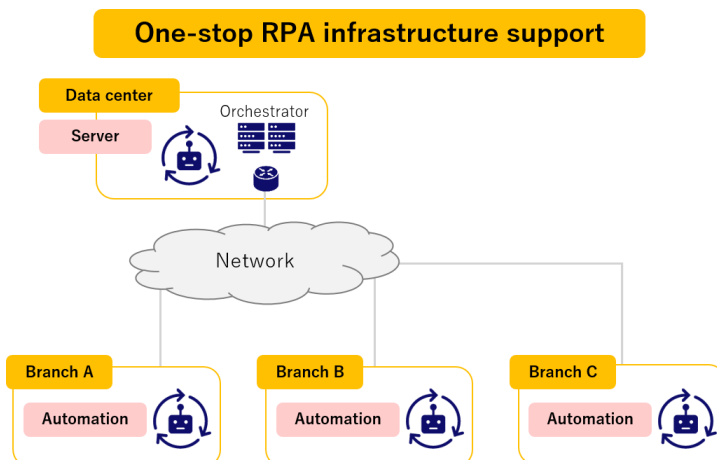 One-stop RPA infrastructure support
Data center
Orchestrator
Server
Network
Branch A
Branch B
Branch C
Automation
Automation
Automation